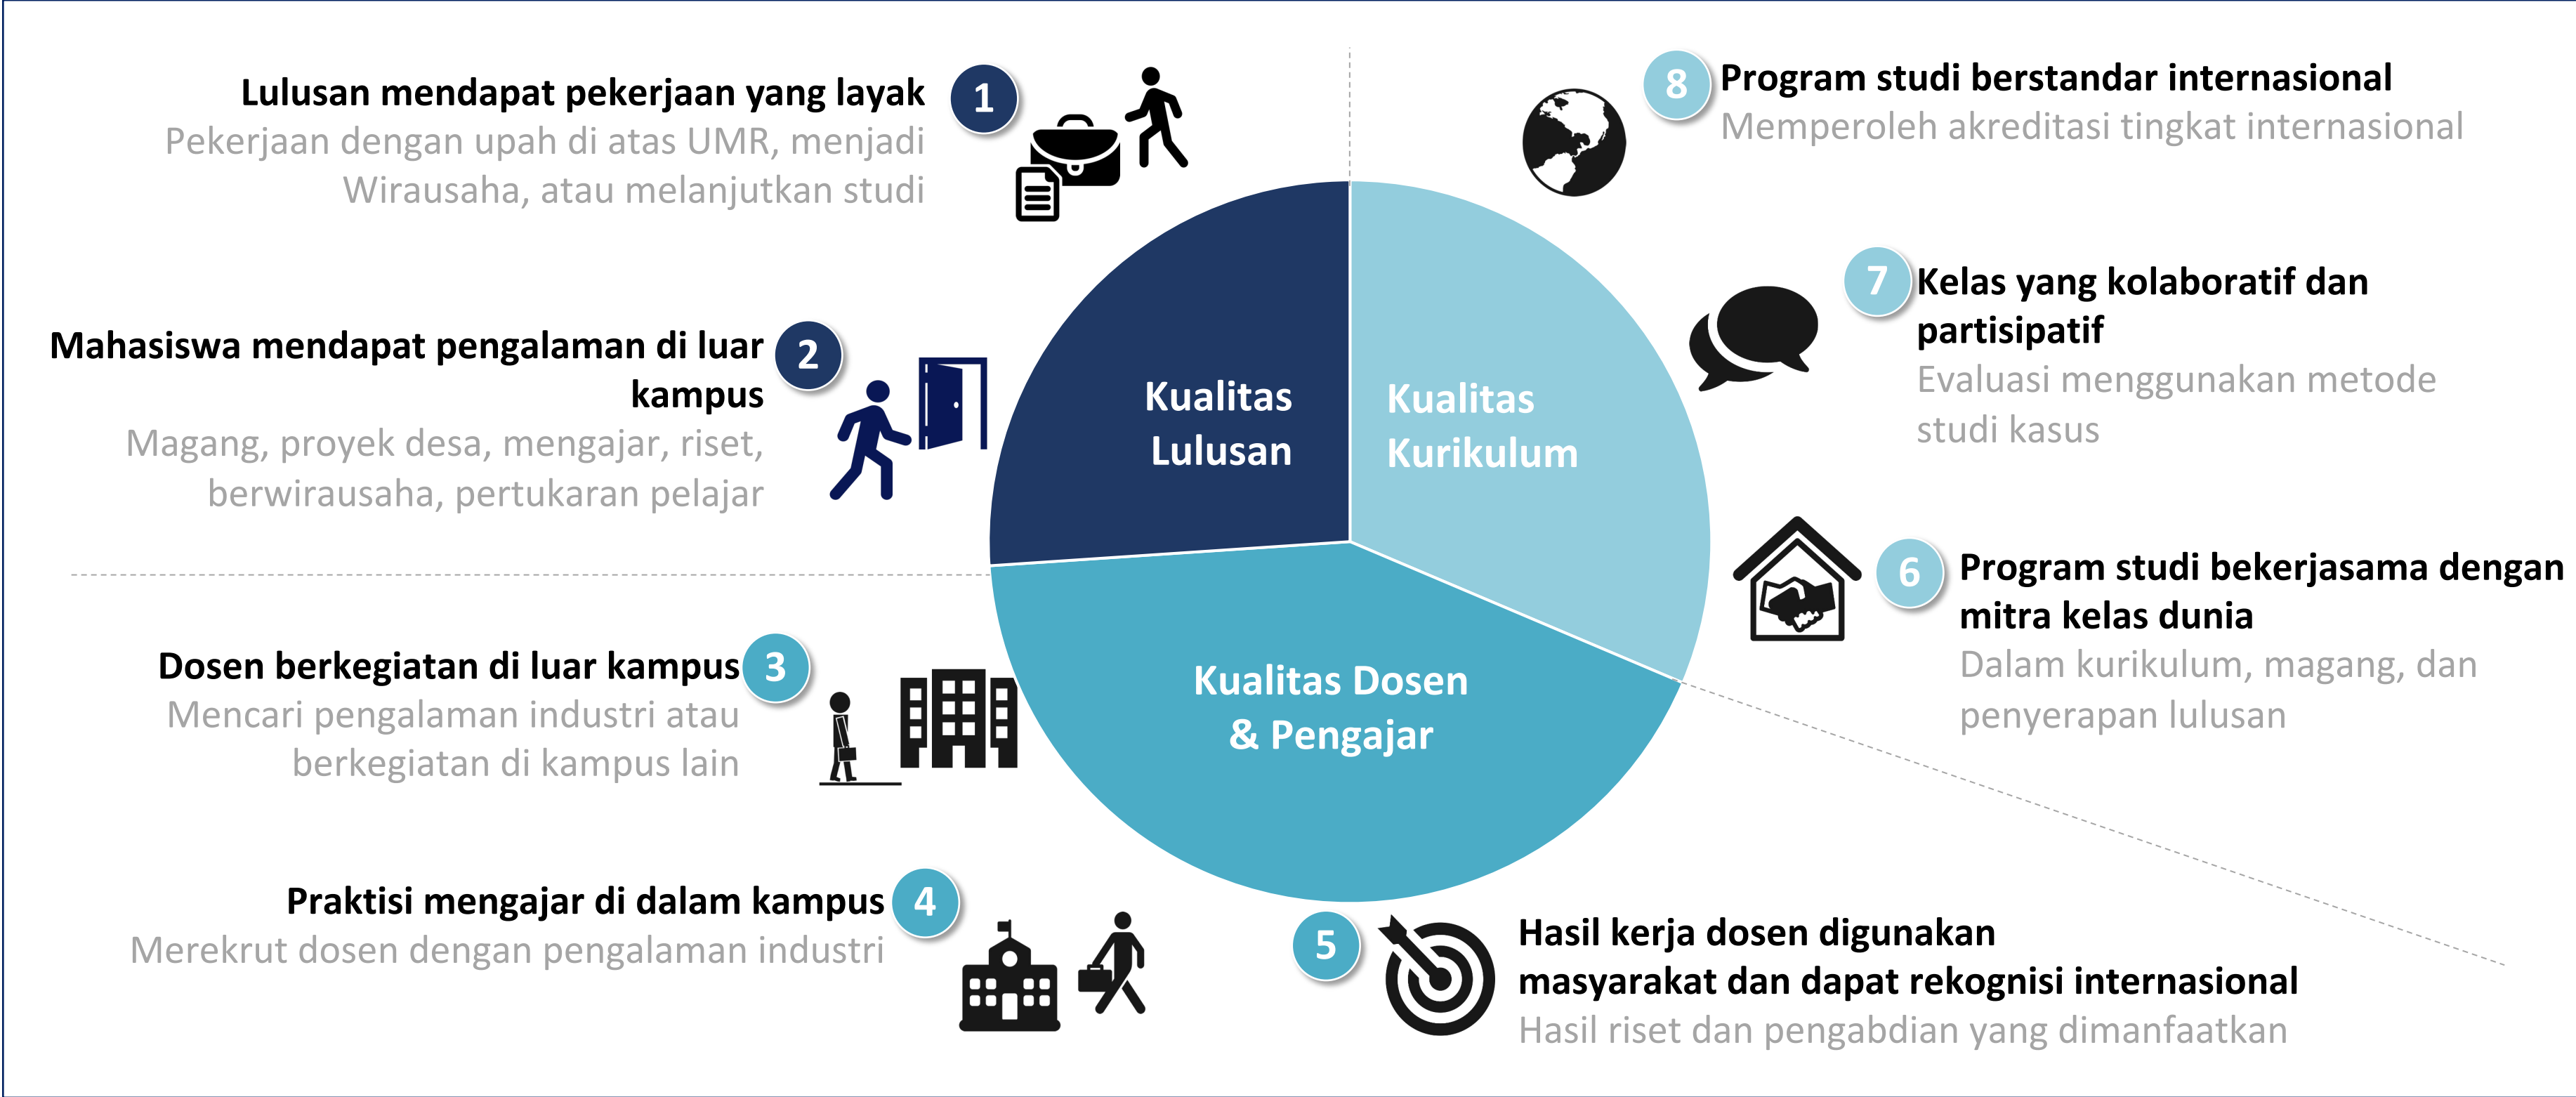 1
Lulusan mendapat pekerjaan yang layak
Pekerjaan dengan upah di atas UMR, menjadi
Wirausaha, atau melanjutkan studi
2
Mahasiswa mendapat pengalaman di luar
kampus
Magang, proyek desa, mengajar, riset,
berwirausaha, pertukaran pelajar
3
Dosen berkegiatan di luar kampus
Mencari pengalaman industri atau
berkegiatan di kampus lain
4
Praktisi mengajar di dalam kampus
Merekrut dosen dengan pengalaman industri
5
Hasil kerja dosen digunakan
masyarakat dan dapat rekognisi internasional
Hasil riset dan pengabdian yang dimanfaatkan
6
Program studi bekerjasama dengan
mitra kelas dunia
Dalam kurikulum, magang, dan
penyerapan lulusan
7
Kelas yang kolaboratif dan
partisipatif
Evaluasi menggunakan metode
studi kasus
8
Program studi berstandar internasional
Memperoleh akreditasi tingkat internasional
Kualitas
Lulusan
Kualitas
Kurikulum
Kualitas Dosen
& Pengajar